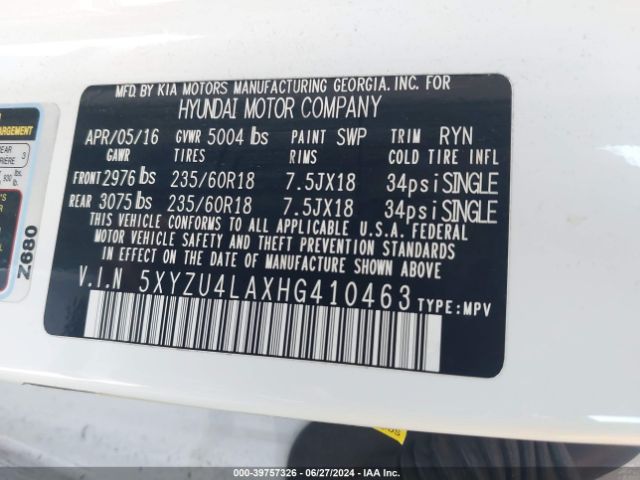 MFD. BY KIA MOTORS MANUFACTURING GEORGIA, INC. FOR
HYUNDAI MOTOR COMPANY
APR/05/16 GVWR 5004 lbs PAINT SWP TRIM RYN
GAWR TIRES RIMS COLD TIRE INFL
FRONT 2976 lbs 235/60R18 7.5JX18 34psi SINGLE
REAR 3075 lbs 235/60R18 7.5JX18 34psi SINGLE
THIS VEHICLE CONFORMS TO ALL APPLICABLE U.S.A. FEDERAL
MOTOR VEHICLE SAFETY AND THEFT PREVENTION STANDARDS
IN EFFECT ON THE DATE OF MANUFACTURE SHOWN ABOVE.
V.I.N 5XYZU4LAXHG410463 TYPE:MPV
Z680
000-39757326 | 06/27/2024 | IAA Inc.